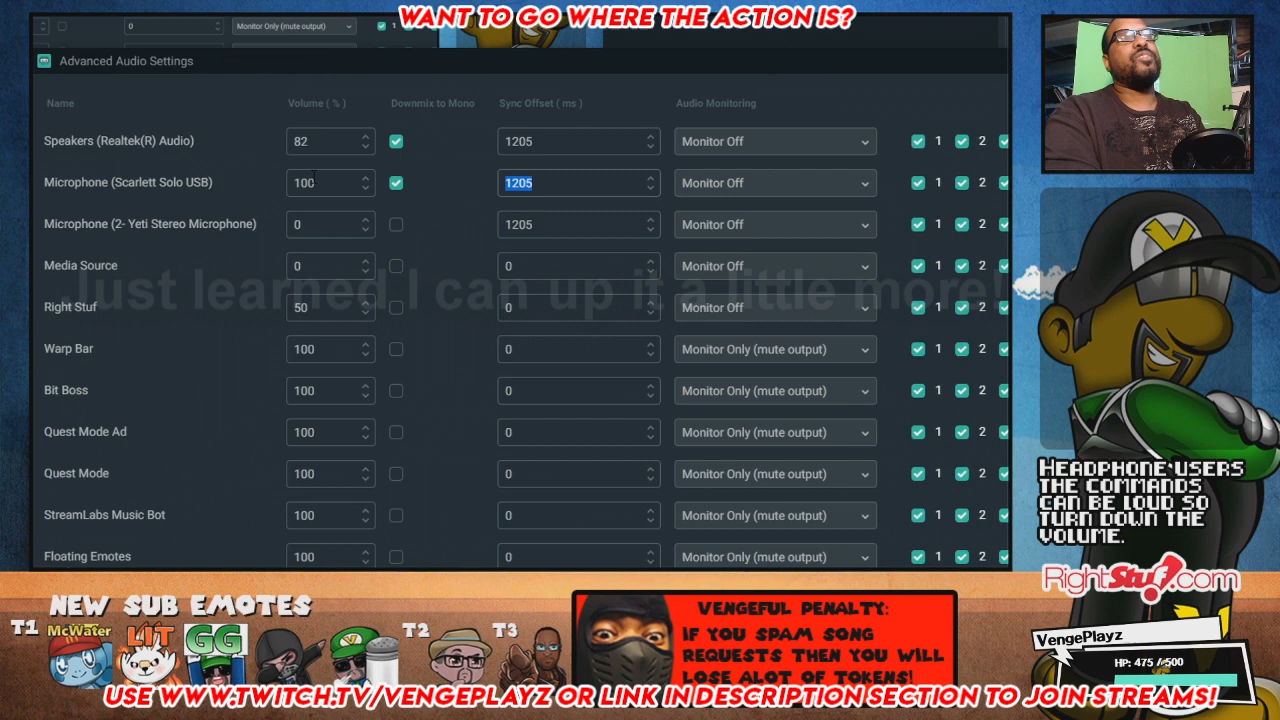 WANT TO GO WHERE THE ACTION IS?
0 Monitor Only (mute output) 1
Advanced Audio Settings
Name Volume ( % ) Downmix to Mono Sync Offset ( ms ) Audio Monitoring
Speakers (Realtek(R) Audio) 82 1205 Monitor Off 1 2
Microphone (Scarlett Solo USB) 100 1205 Monitor Off 1 2
Microphone (2- Yeti Stereo Microphone) 0 1205 Monitor Off 1 2
Media Source 0 0 Monitor Off 1 2
Just learned I can up it a little more!
Right Stuf 50 0 Monitor Off 1 2
Warp Bar 100 0 Monitor Only (mute output) 1 2
Bit Boss 100 0 Monitor Only (mute output) 1 2
Quest Mode Ad 100 0 Monitor Only (mute output) 1 2
Quest Mode 100 0 Monitor Only (mute output) 1 2
StreamLabs Music Bot 100 0 Monitor Only (mute output) 1 2
Floating Emotes 100 0 Monitor Only (mute output) 1 2
V
HEADPHONE USERS
THE COMMANDS
CAN BE LOUD SO
TURN DOWN THE
VOLUME.
RightStuf!.com
NEW SUB EMOTES
T1 McWater LIT GG T2 T3
VENGEFUL PENALTY:
IF YOU SPAM SONG
REQUESTS THEN YOU WILL
LOSE ALOT OF TOKENS!
VengePlayz
HP: 475 / 500
USE WWW.TWITCH.TV/VENGEPLAYZ OR LINK IN DESCRIPTION SECTION TO JOIN STREAMS!